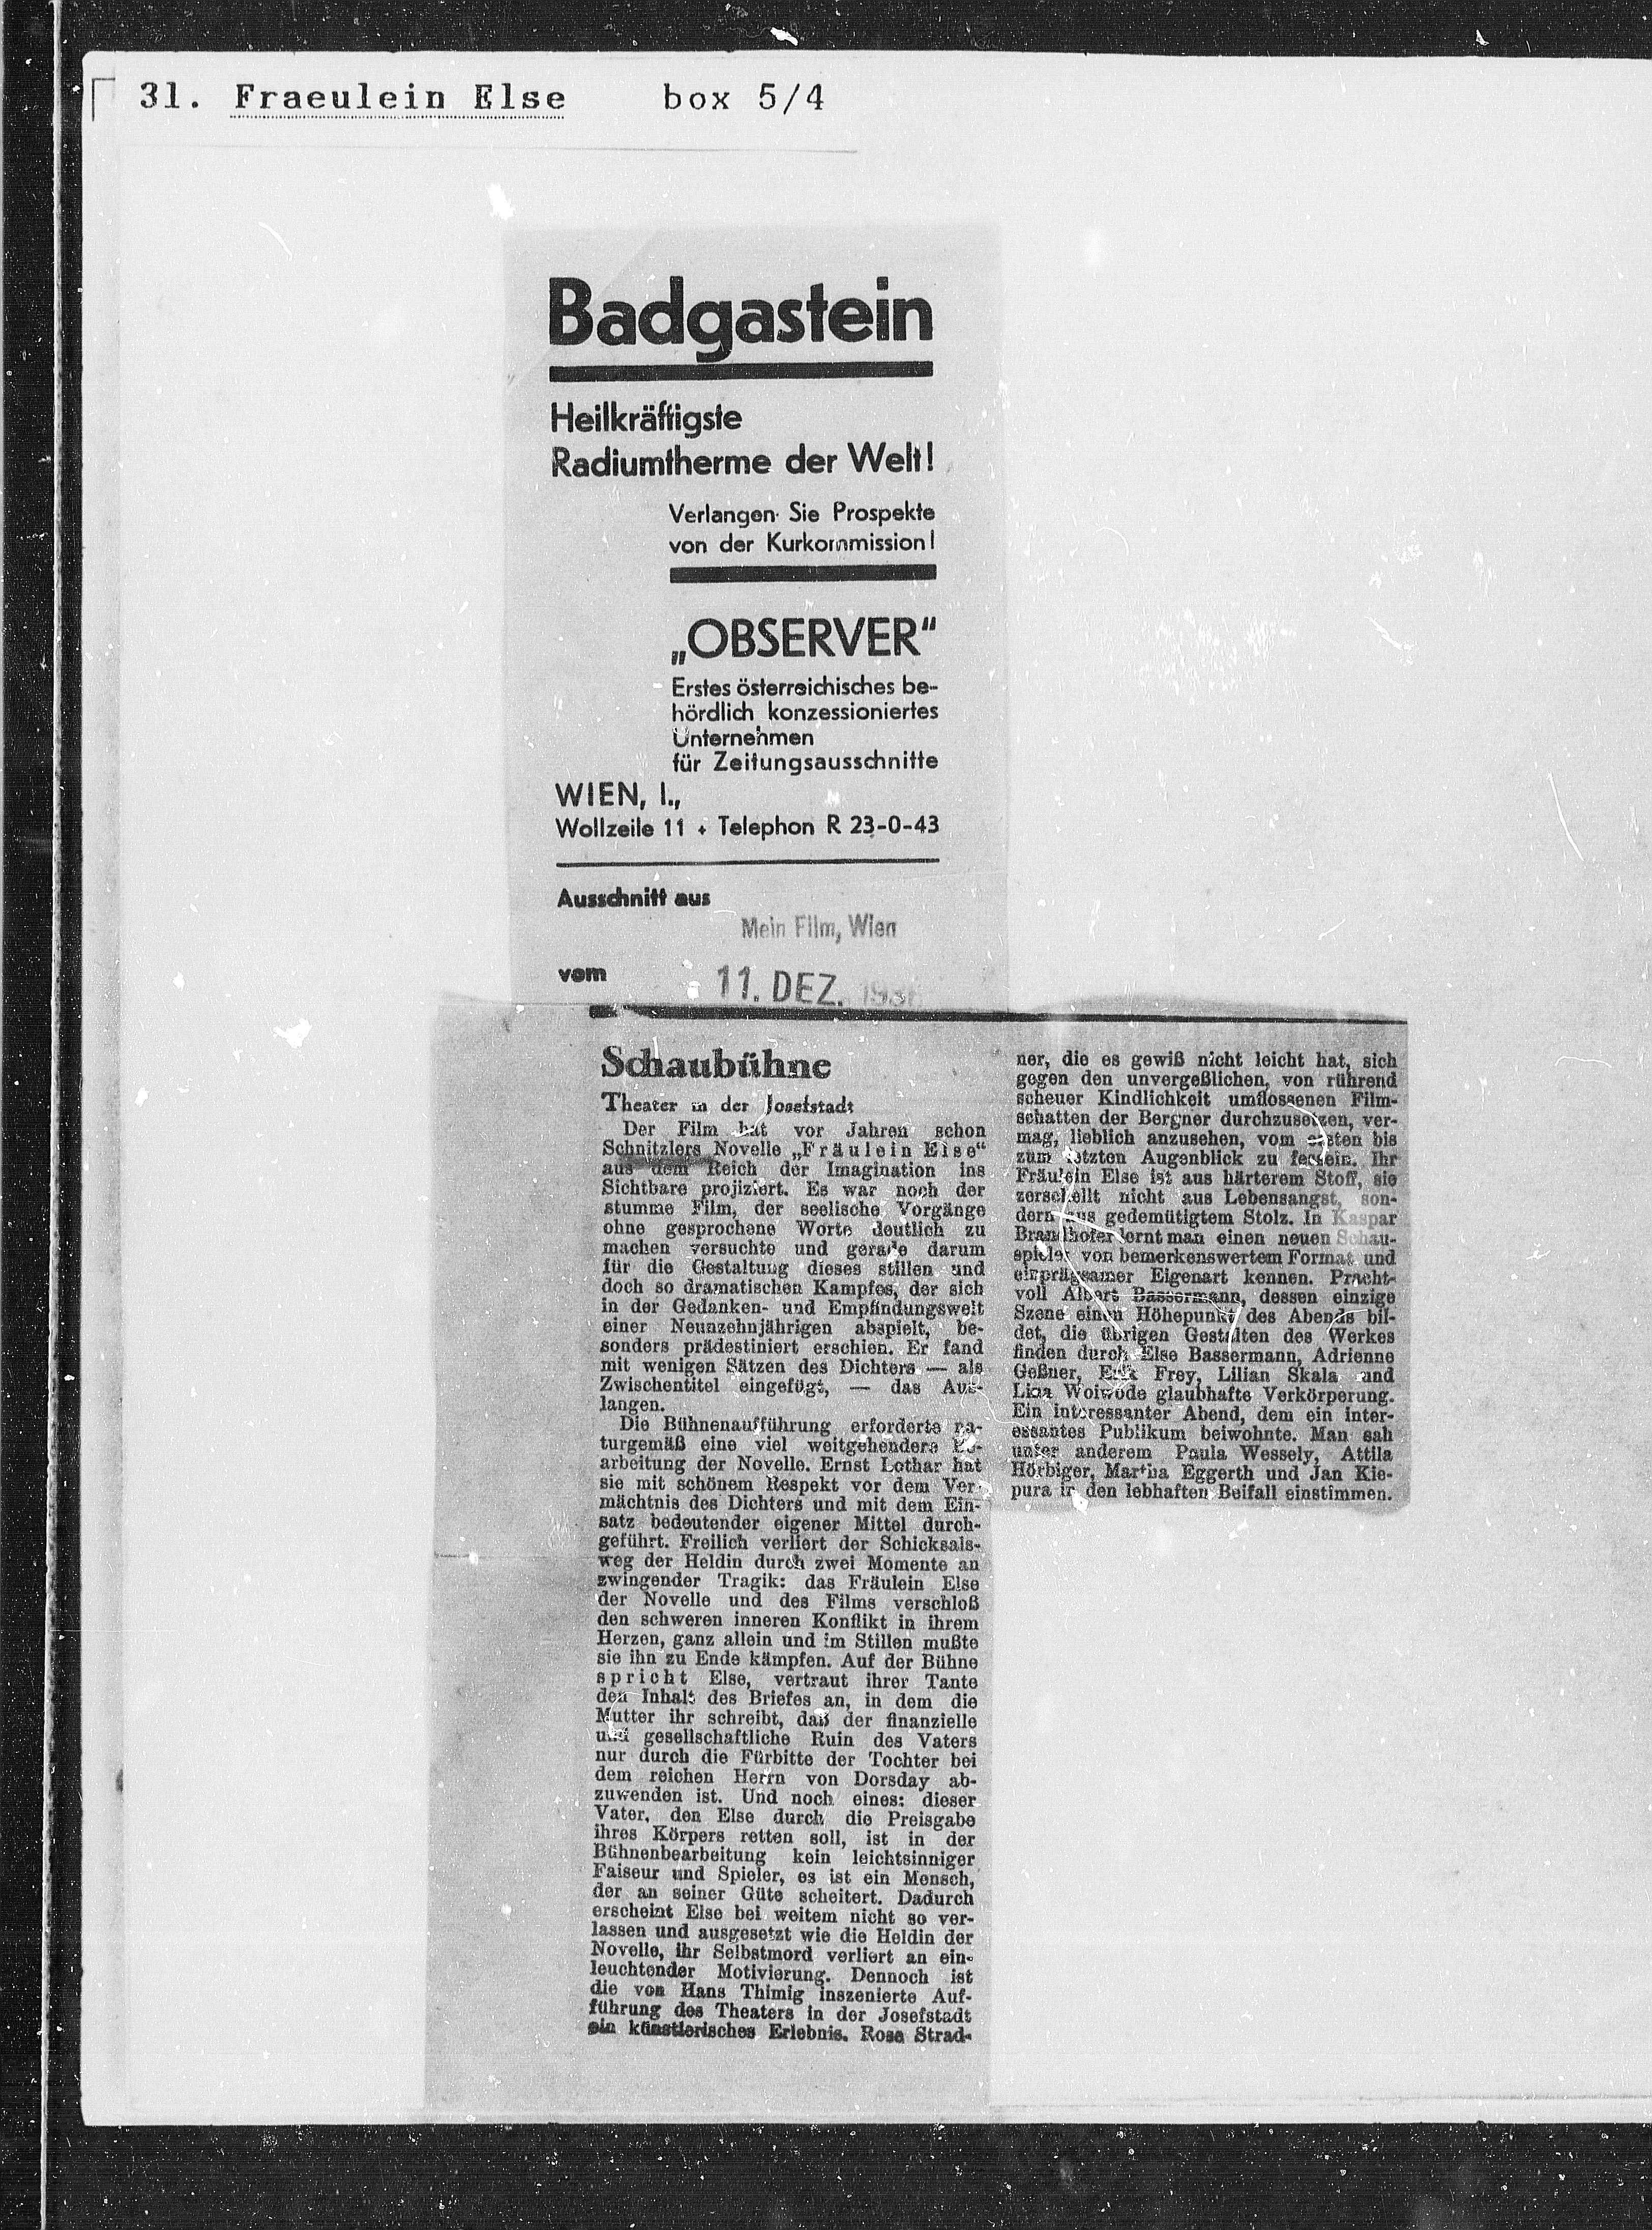 31. Fraeulein Else box 5/4
Badgastein
Heilkräftigste
Radiumtherme der Welt!
Verlangen Sie Prospekte
von der Kurkommission!
„OBSERVER“
Erstes österreichisches be-
hördlich konzessioniertes
Unternehmen
für Zeitungsausschnitte
WIEN, I.,
Wollzeile 11 + Telephon R 23-0-43
Ausschnitt aus
Mein Film, Wien
vom
11. DEZ.
Schaubühne
Theater in der Josefstadt
Der Film hat vor Jahren schon
Schnitzlers Novelle „Fräulein Else“
aus dem Reich der Imagination ins
Sichtbare projiziert. Es war noch der
stumme Film, der seelische Vorgänge
ohne gesprochene Worte deutlich zu
machen versuchte und gerade darum
für die Gestaltung dieses stillen und
doch so dramatischen Kampfes, der sich
in der Gedanken- und Empfindungswelt
einer Neunzehnjährigen abspielt, be-
sonders prädestiniert erschien. Er fand
mit wenigen Sätzen des Dichters — als
Zwischentitel eingefügt, — das Aus-
langen.
Die Bühnenaufführung erforderte na-
turgemäß eine viel weitgehendere Be-
arbeitung der Novelle. Ernst Lothar hat
sie mit schönem Respekt vor dem Ver-
mächtnis des Dichters und mit dem Ein-
satz bedeutender eigener Mittel durch-
geführt. Freilich verliert der Schicksals-
weg der Heldin durch zwei Momente an
zwingender Tragik: das Fräulein Else
der Novelle und des Films verschloß
den schweren inneren Konflikt in ihrem
Herzen, ganz allein und im Stillen mußte
sie ihn zu Ende kämpfen. Auf der Bühne
spricht Else, vertraut ihrer Tante
den Inhalt des Briefes an, in dem die
Mutter ihr schreibt, daß der finanzielle
und gesellschaftliche Ruin des Vaters
nur durch die Fürbitte der Tochter bei
dem reichen Herrn von Dorsday ab-
zuwenden ist. Und noch eines: dieser
Vater, den Else durch die Preisgabe
ihres Körpers retten soll, ist in der
Bühnenbearbeitung kein leichtsinniger
Faiseur und Spieler, es ist ein Mensch,
der an seiner Güte scheitert. Dadurch
erscheint Else bei weitem nicht so ver-
lassen und ausgesetzt wie die Heldin der
Novelle, ihr Selbstmord verliert an ein-
leuchtender Motivierung. Dennoch ist
die von Hans Thimig inszenierte Auf-
führung des Theaters in der Josefstadt
ein künstlerisches Erlebnis. Rose Strad-
ner, die es gewiß nicht leicht hat, sich
gegen den unvergeßlichen, von rührend
scheuer Kindlichkeit umflossenen Film-
schatten der Bergner durchzusetzen, ver-
mag, lieblich anzusehen, vom ersten bis
zum letzten Augenblick zu fesseln. Ihr
Fräulein Else ist aus härterem Stoff, sie
zerschellt nicht aus Lebensangst, son-
dern aus gedemütigtem Stolz. In Kaspar
Brandhofer lernt man einen neuen Schau-
spieler von bemerkenswertem Format und
einprägsamer Eigenart kennen. Pracht-
voll Albert Bassermann, dessen einzige
Szene einen Höhepunkt des Abends bil-
det, die übrigen Gestalten des Werkes
finden durch Else Bassermann, Adrienne
Geßner, Erik Frey, Lilian Skala und
Lisa Woiwode glaubhafte Verkörperung.
Ein interessanter Abend, dem ein inter-
essantes Publikum beiwohnte. Man sah
unter anderem Paula Wessely, Attila
Hörbiger, Martha Eggerth und Jan Kie-
pura in den lebhaften Beifall einstimmen.